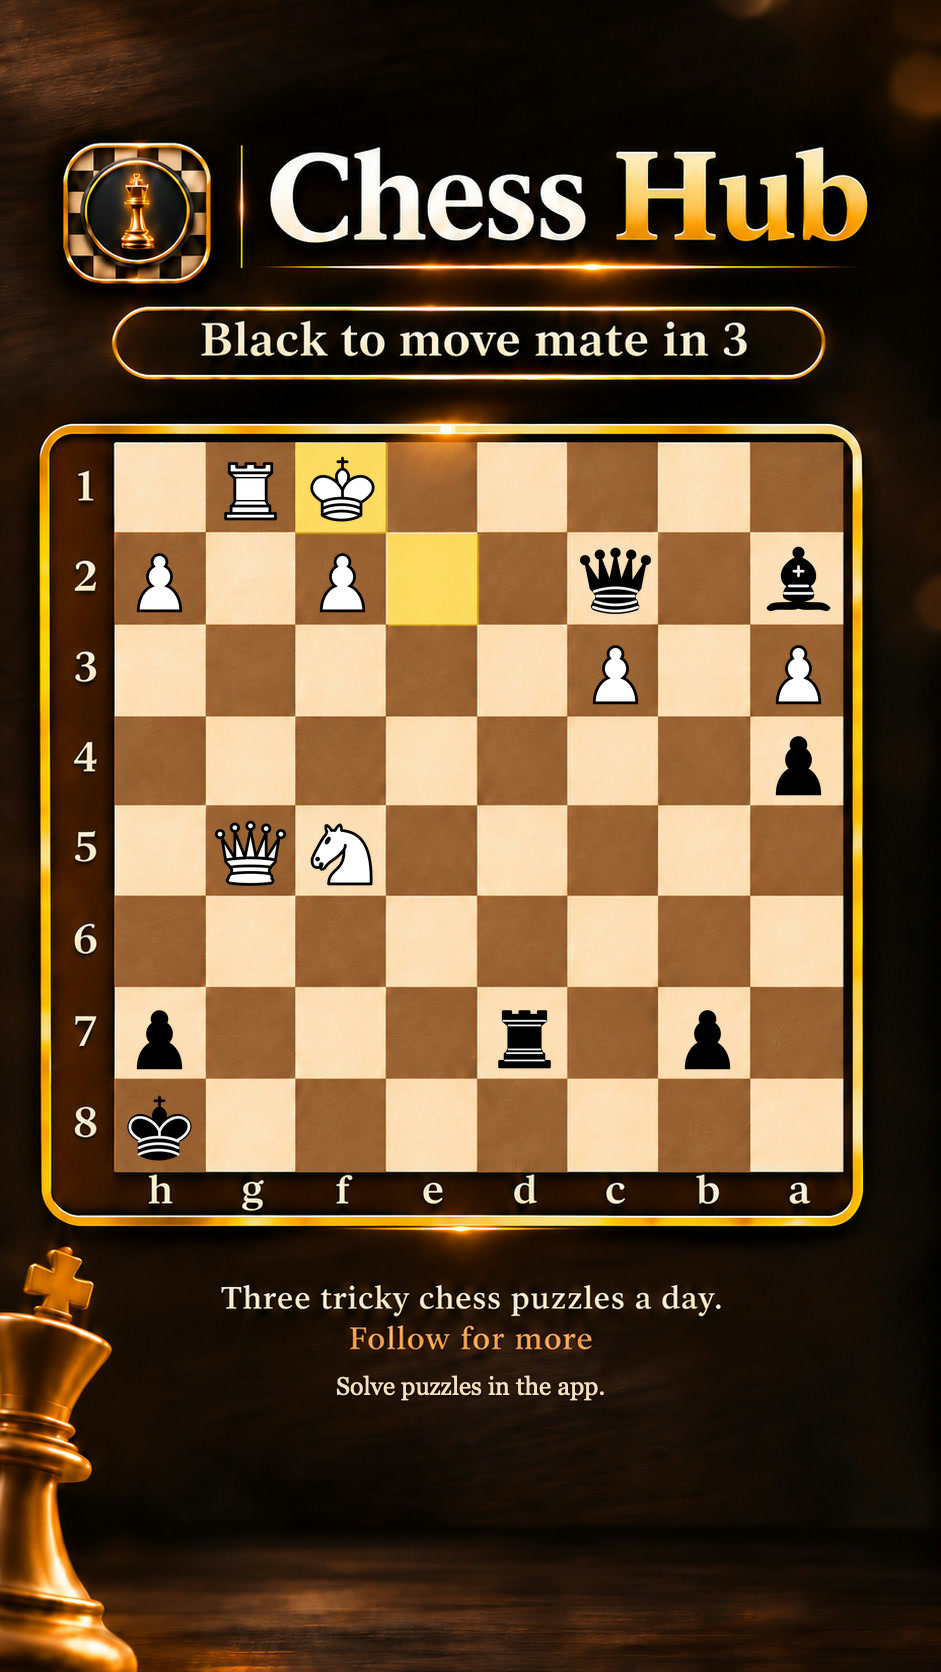 Chess Hub
Black to move mate in 3
1
2
3
4
5
6
7
8
h g f e d c b a
Three tricky chess puzzles a day.
Follow for more
Solve puzzles in the app.